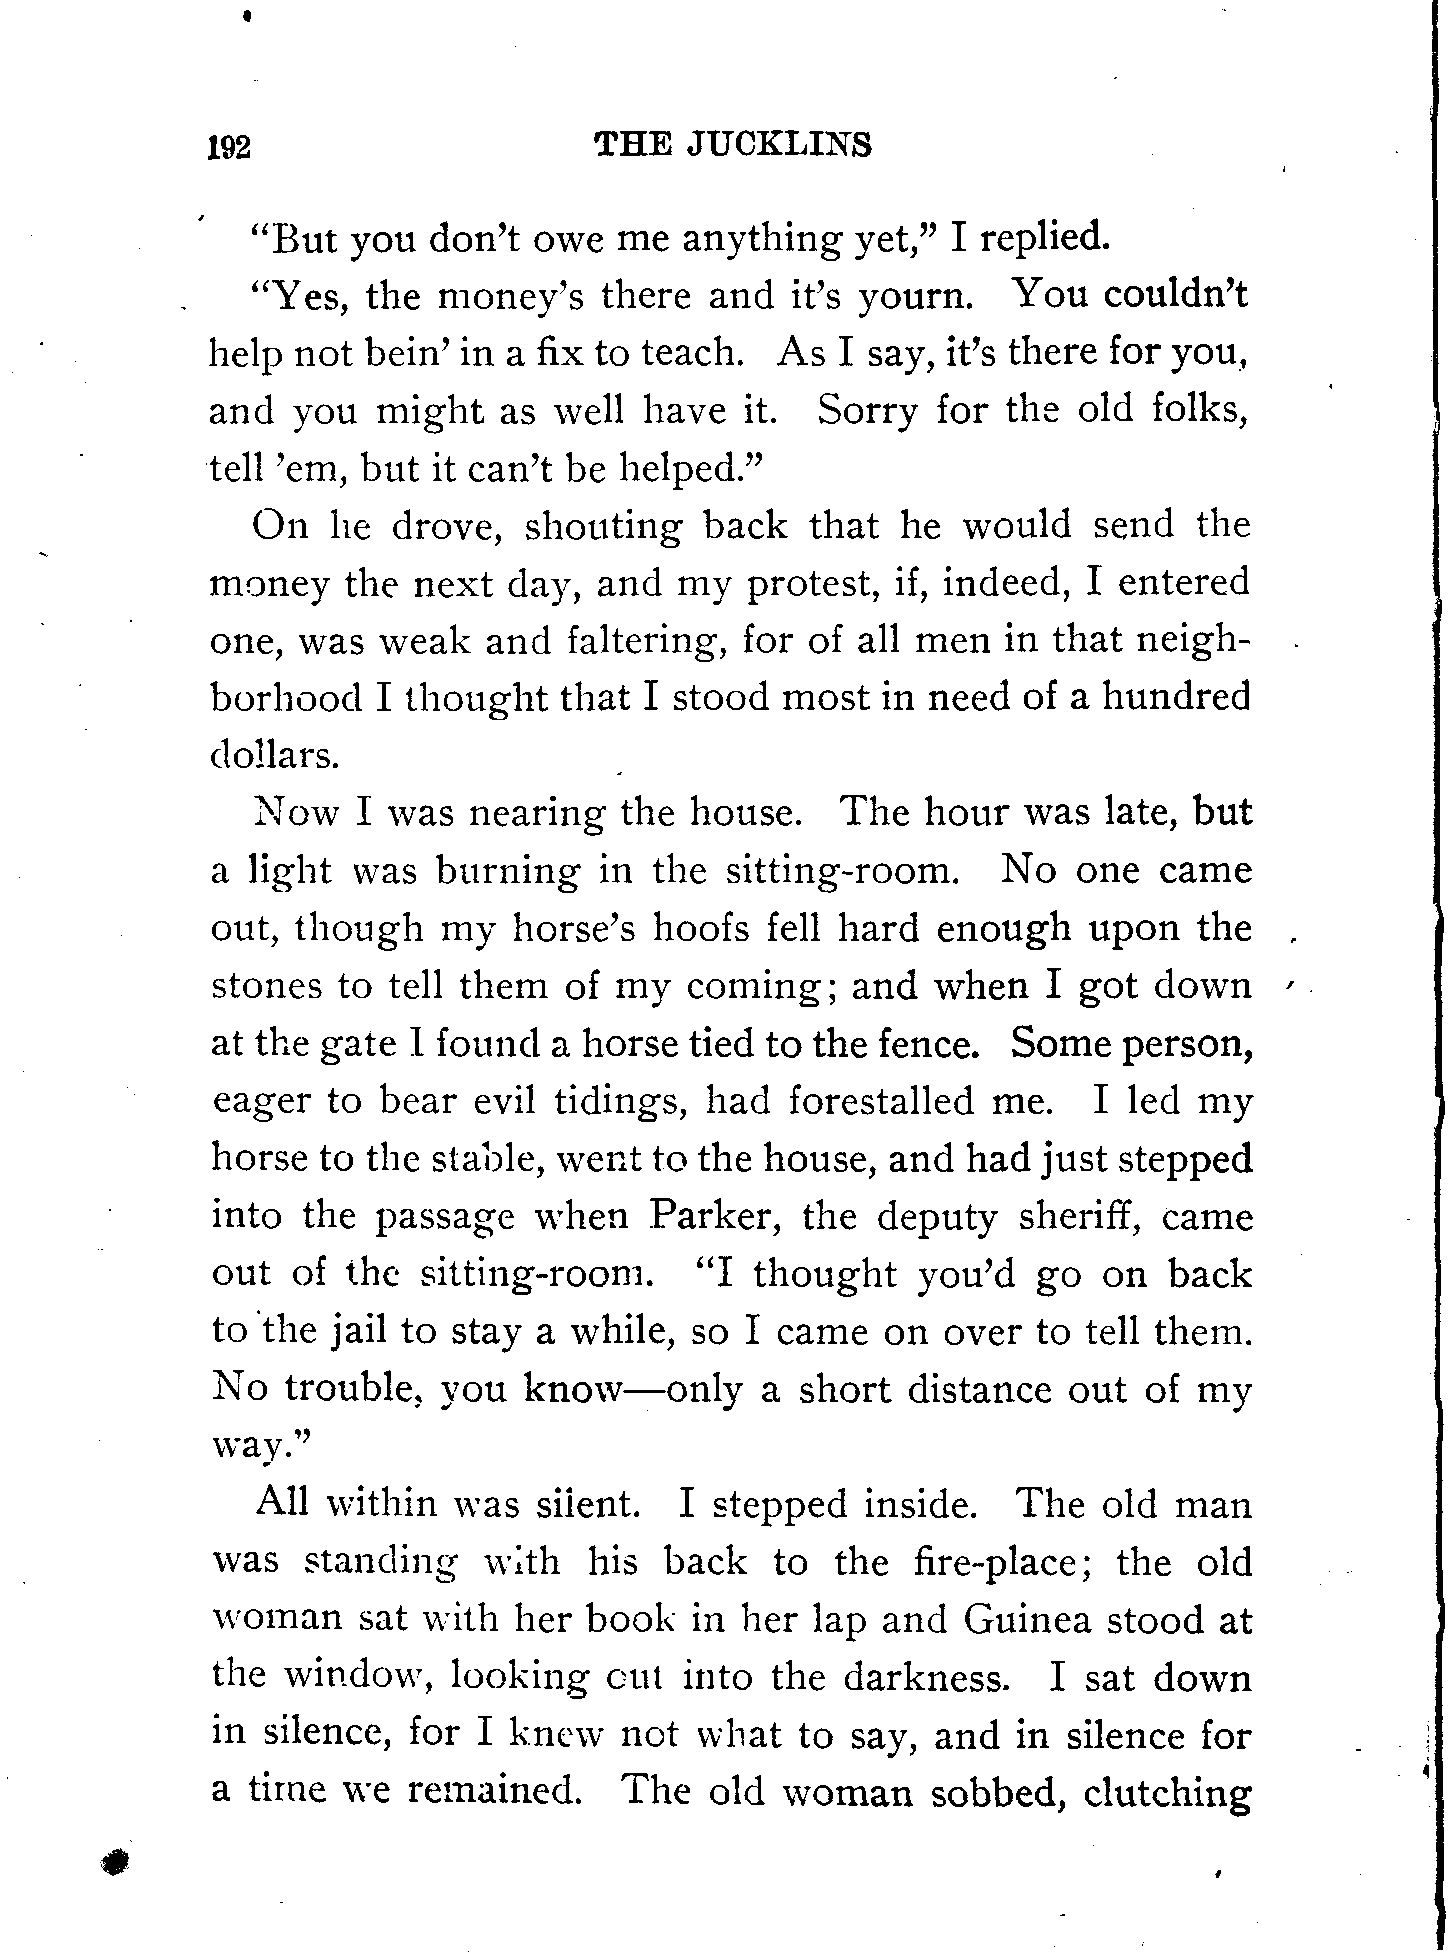 192 THE JUCKLINS
"But you don't owe me anything yet," I replied.
"Yes, the money's there and it's yourn. You couldn't
help not bein' in a fix to teach. As I say, it's there for you,
and you might as well have it. Sorry for the old folks,
tell 'em, but it can't be helped."
On he drove, shouting back that he would send the
money the next day, and my protest, if, indeed, I entered
one, was weak and faltering, for of all men in that neigh-
borhood I thought that I stood most in need of a hundred
dollars.
Now I was nearing the house. The hour was late, but
a light was burning in the sitting-room. No one came
out, though my horse's hoofs fell hard enough upon the
stones to tell them of my coming; and when I got down
at the gate I found a horse tied to the fence. Some person,
eager to bear evil tidings, had forestalled me. I led my
horse to the stable, went to the house, and had just stepped
into the passage when Parker, the deputy sheriff, came
out of the sitting-room. "I thought you'd go on back
to the jail to stay a while, so I came on over to tell them.
No trouble, you know—only a short distance out of my
way."
All within was silent. I stepped inside. The old man
was standing with his back to the fire-place; the old
woman sat with her book in her lap and Guinea stood at
the window, looking out into the darkness. I sat down
in silence, for I knew not what to say, and in silence for
a time we remained. The old woman sobbed, clutching